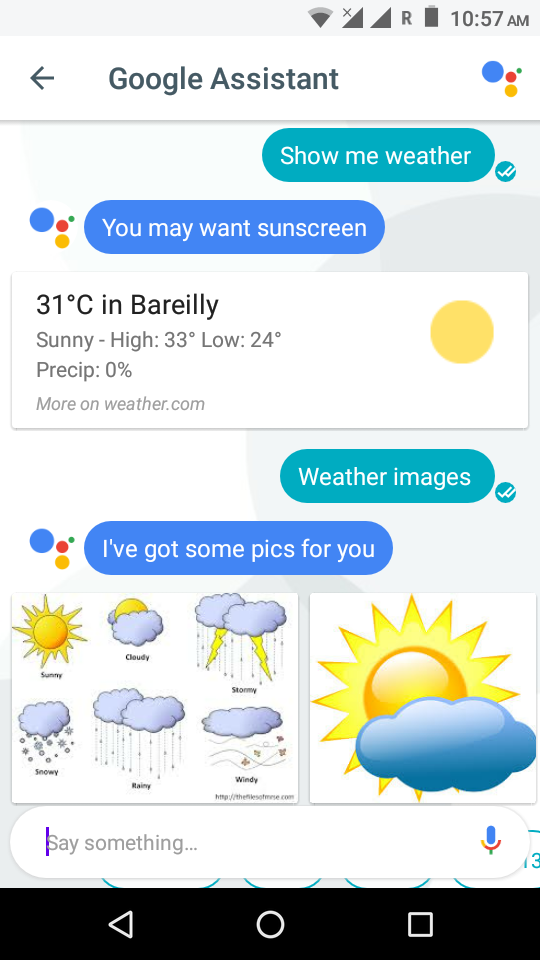 R 10:57 AM
Google Assistant
Show me weather
You may want sunscreen
31°C in Bareilly
Sunny - High: 33° Low: 24°
Precip: 0%
More on weather.com
Weather images
I've got some pics for you
Sunny
Cloudy
Stormy
Snowy
Rainy
Windy
http://thefilesofmrse.com
Say something...
13